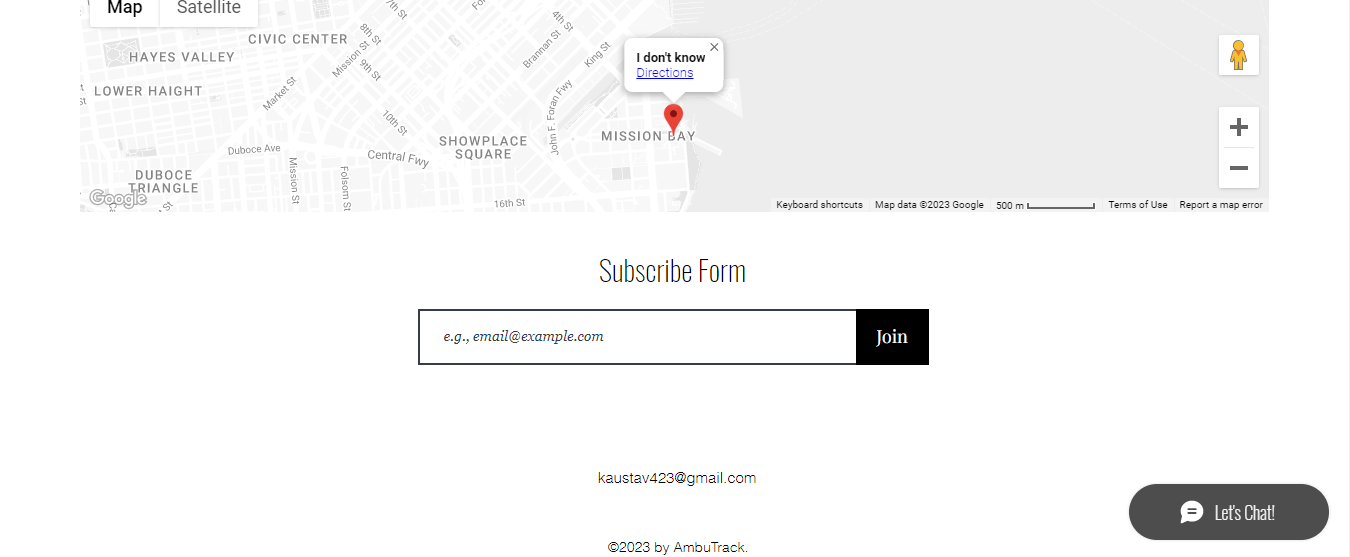 Map Satellite
7th St
8th St
CIVIC CENTER
HAYES VALLEY
Mission St
9th St
Brannan St
King St
4th St
I don't know
Directions
LOWER HAIGHT
Market St
John F. Foran Fwy
10th St
MISSION BAY
SHOWPLACE
SQUARE
Duboce Ave
Central Fwy
DUBOCE
TRIANGLE
Mission St
Folsom St
16th St
Google
Keyboard shortcuts Map data ©2023 Google 500 m Terms of Use Report a map error
Subscribe Form
e.g., email@example.com Join
kaustav423@gmail.com
Let's Chat!
©2023 by AmbuTrack.